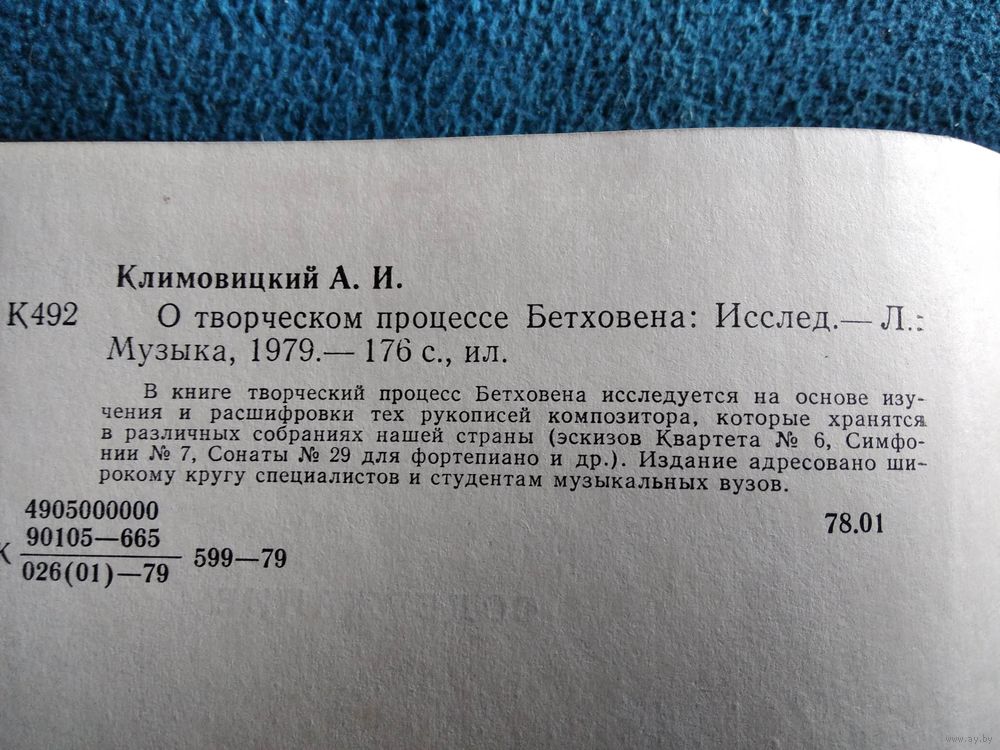 Климовицкий А. И.
К492 О творческом процессе Бетховена: Исслед.— Л.:
Музыка, 1979.— 176 с., ил.
В книге творческий процесс Бетховена исследуется на основе изу-
чения и расшифровки тех рукописей композитора, которые хранятся
в различных собраниях нашей страны (эскизов Квартета № 6, Симфо-
нии № 7, Сонаты № 29 для фортепиано и др.). Издание адресовано ши-
рокому кругу специалистов и студентам музыкальных вузов.
4905000000
90105—665
К
026(01)—79
599—79
78.01
www.ay.by